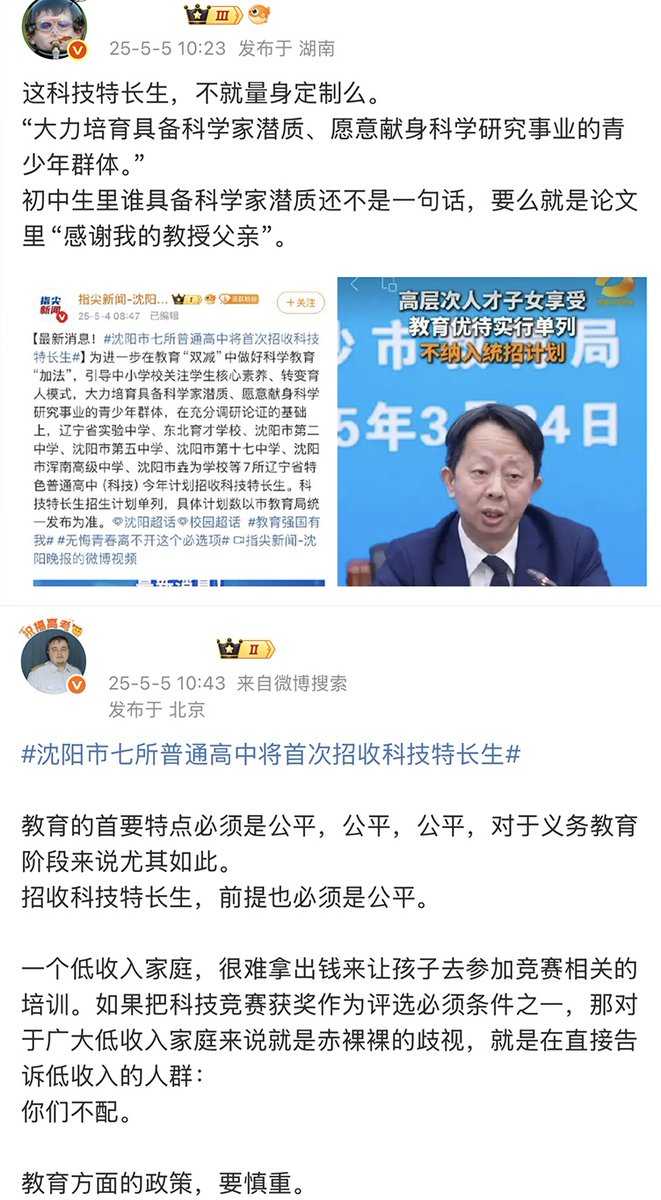 III
25-5-5 10:23 发布于 湖南
这科技特长生，不就量身定制么。
“大力培育具备科学家潜质、愿意献身科学研究事业的青
少年群体。”
初中生里谁具备科学家潜质还不是一句话，要么就是论文
里“感谢我的教授父亲”。
指尖
新闻
指尖新闻-沈阳... I 活跃粉丝
25-5-4 08:47 已编辑
+关注
【最新消息！#沈阳市七所普通高中将首次招收科技
特长生#】为进一步在教育“双减”中做好科学教育
“加法”，引导中小学校关注学生核心素养、转变育
人模式，大力培育具备科学家潜质、愿意献身科学
研究事业的青少年群体，在充分调研论证的基础
上，辽宁省实验中学、东北育才学校、沈阳市第二
中学、沈阳市第五中学、沈阳市第十七中学、沈阳
市浑南高级中学、沈阳市鑫为学校等7所辽宁省特
色普通高中（科技）今年计划招收科技特长生。科
技特长生招生计划单列，具体计划数以市教育局统
一发布为准。沈阳超话 校园超话 #教育强国有
我# #无悔青春离不开这个必选项# 指尖新闻-沈
阳晚报的微博视频
最新消息！
高层次人才子女享受
教育优待实行单列
不纳入统招计划
沙市教育局
5年3月24日
祝福高考
II
25-5-5 10:43 来自微博搜索
发布于 北京
#沈阳市七所普通高中将首次招收科技特长生#
教育的首要特点必须是公平，公平，公平，对于义务教育
阶段来说尤其如此。
招收科技特长生，前提也必须是公平。
一个低收入家庭，很难拿出钱来让孩子去参加竞赛相关的
培训。如果把科技竞赛获奖作为评选必须条件之一，那对
于广大低收入家庭来说就是赤裸裸的歧视，就是在直接告
诉低收入的人群：
你们不配。
教育方面的政策，要慎重。